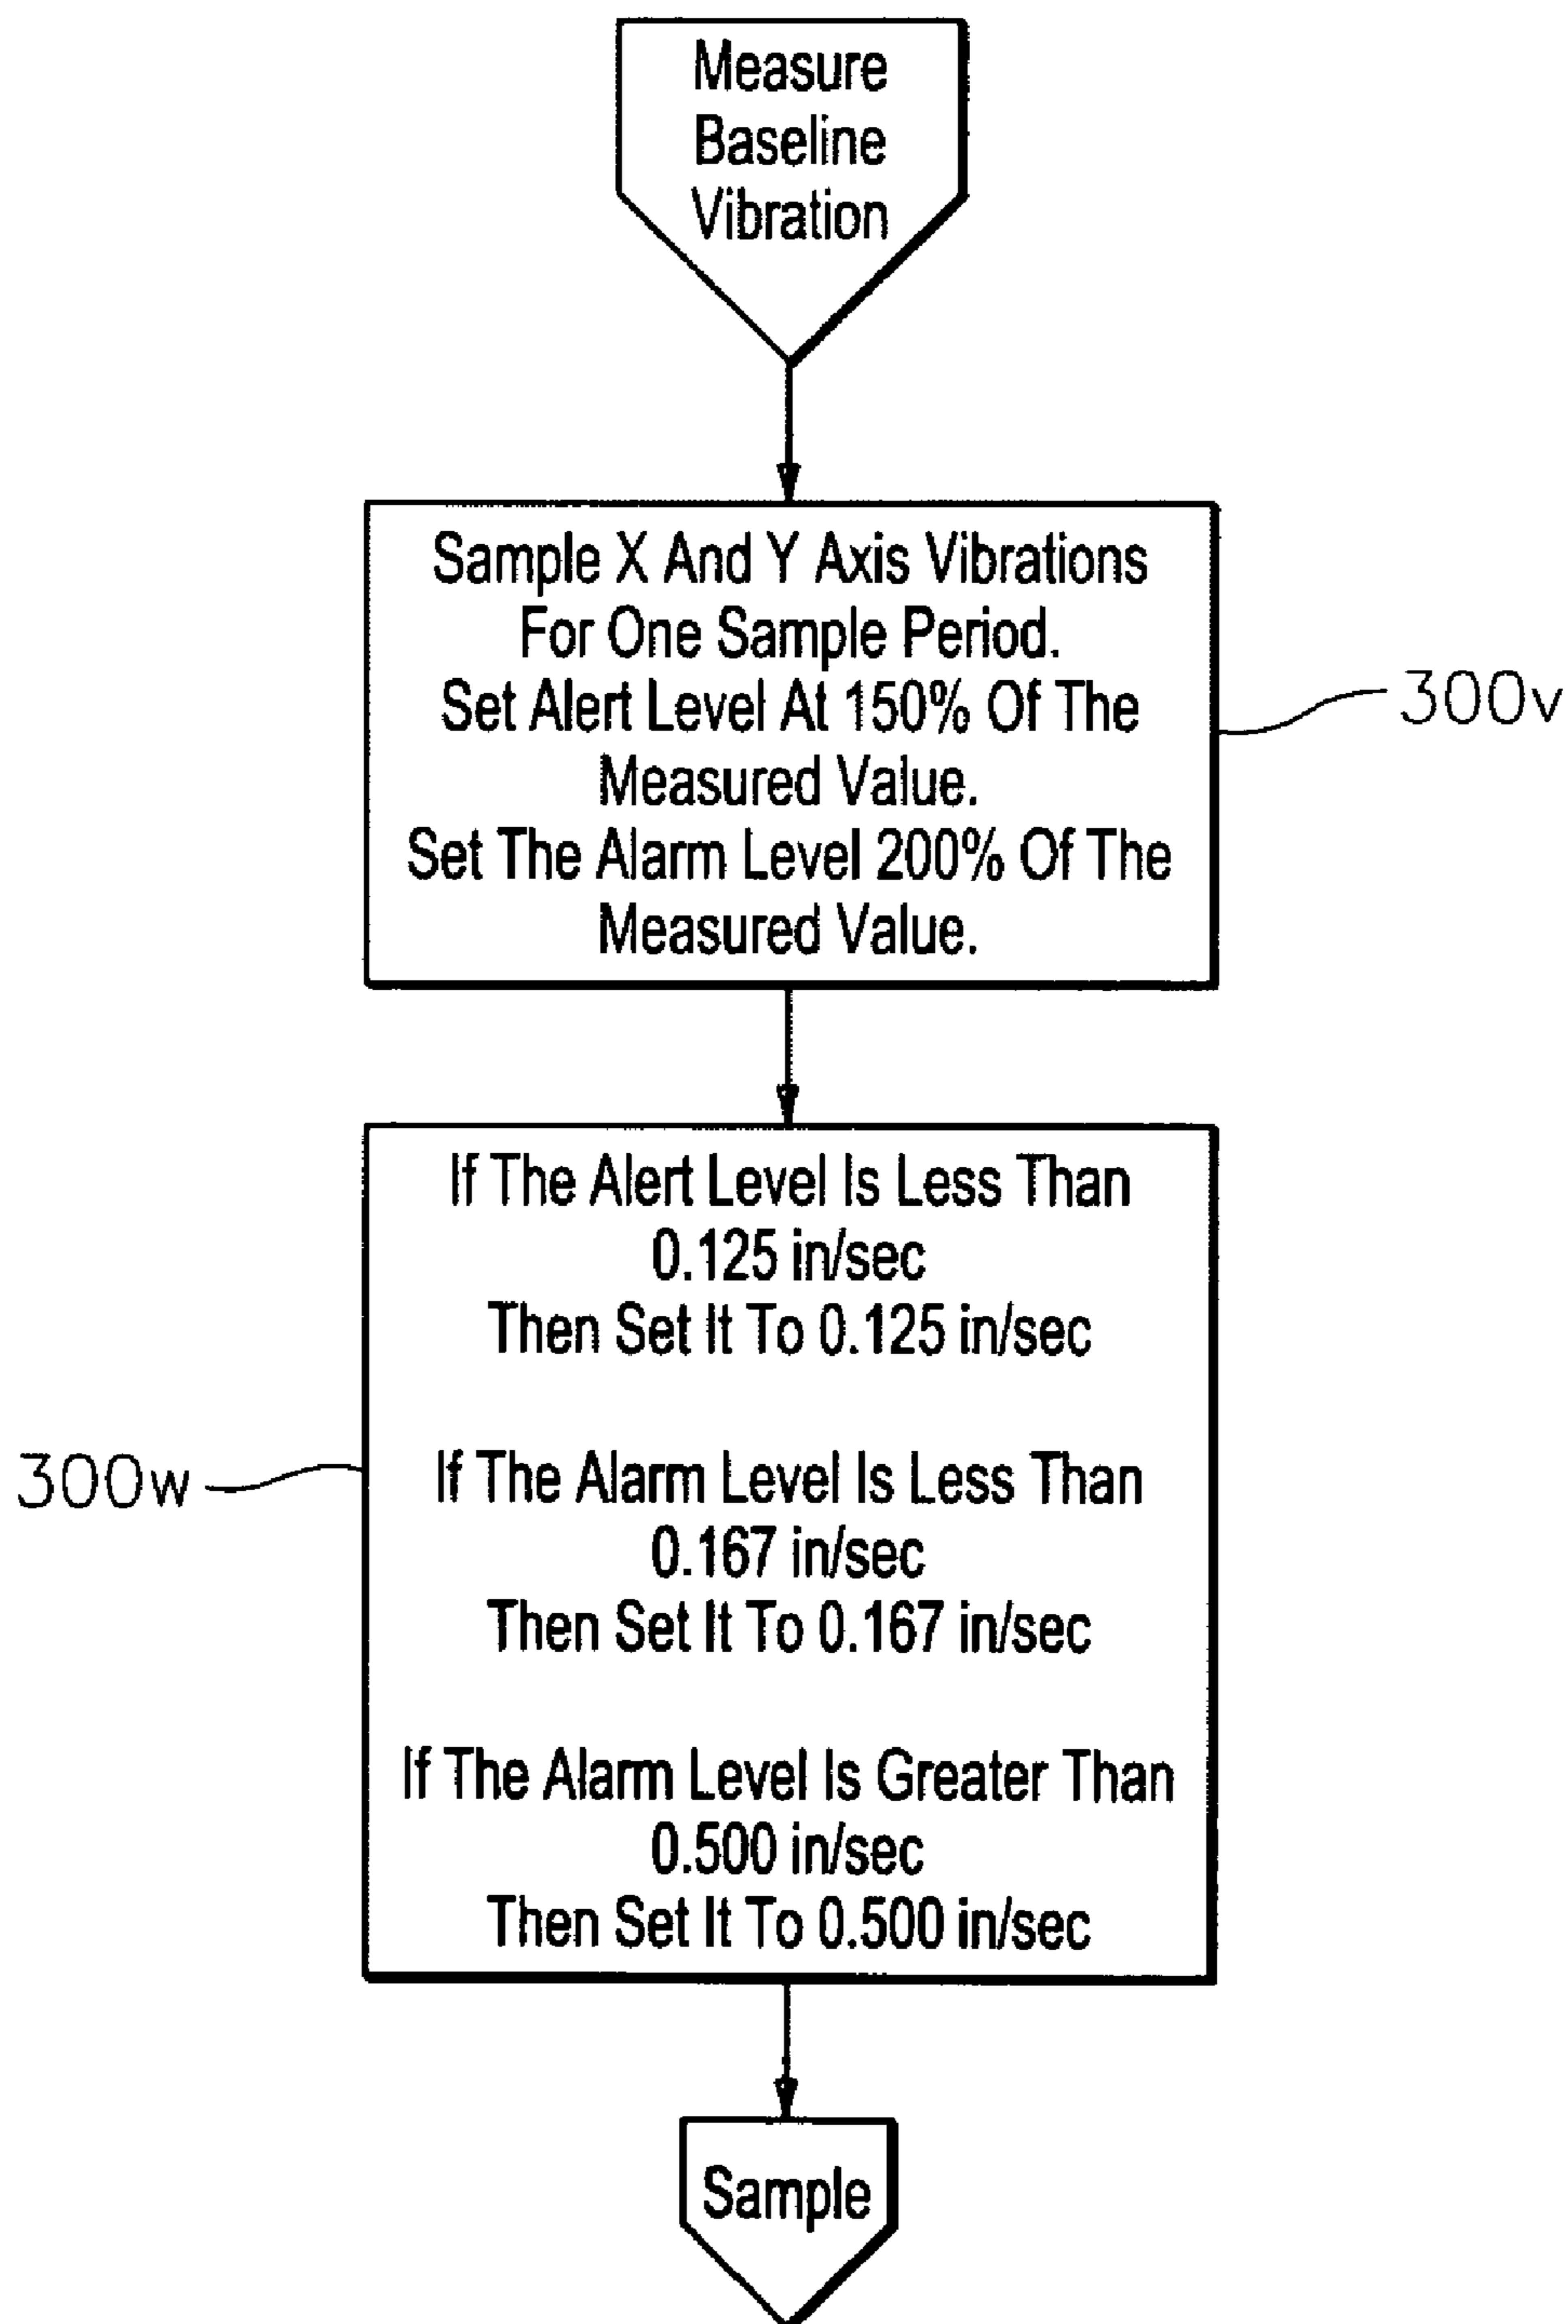 Measure
Baseline
Vibration
Sample X And Y Axis Vibrations
For One Sample Period.
Set Alert Level At 150% Of The
Measured Value.
Set The Alarm Level 200% Of The
Measured Value.
300v
If The Alert Level Is Less Than
0.125 in/sec
Then Set It To 0.125 in/sec
If The Alarm Level Is Less Than
0.167 in/sec
Then Set It To 0.167 in/sec
If The Alarm Level Is Greater Than
0.500 in/sec
Then Set It To 0.500 in/sec
300w
Sample